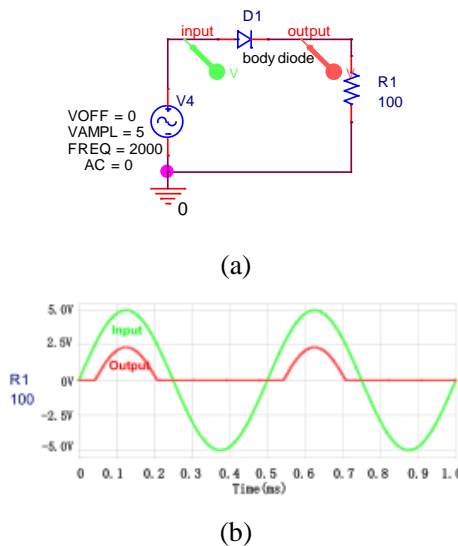 D1
input
output
V
V
body diode
V4
R1
100
VOFF = 0
VAMPL = 5
FREQ = 2000
AC = 0
0
(a)
5.0V
Input
2.5V
Output
R1
100
0V
-2.5V
-5.0V
0 0.1 0.2 0.3 0.4 0.5 0.6 0.7 0.8 0.9 1.0
Time(ms)
(b)